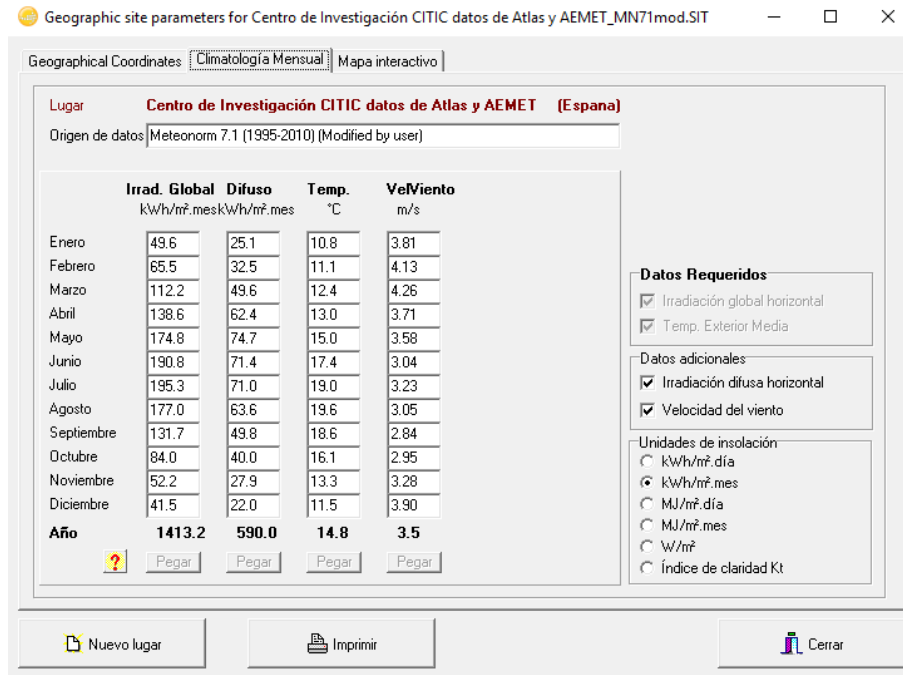 Geographic site parameters for Centro de Investigación CITIC datos de Atlas y AEMET_MN71mod.SIT
Geographical Coordinates Climatología Mensual Mapa interactivo
Lugar Centro de Investigación CITIC datos de Atlas y AEMET (Espana)
Origen de datos Meteonorm 7.1 (1995-2010) (Modified by user)
Irrad. Global Difuso Temp. VelViento
kWh/m².mes kWh/m².mes °C m/s
Enero 49.6 25.1 10.8 3.81
Febrero 65.5 32.5 11.1 4.13
Marzo 112.2 49.6 12.4 4.26
Abril 138.6 62.4 13.0 3.71
Mayo 174.8 74.7 15.0 3.58
Junio 190.8 71.4 17.4 3.04
Julio 195.3 71.0 19.0 3.23
Agosto 177.0 63.6 19.6 3.05
Septiembre 131.7 49.8 18.6 2.84
Octubre 84.0 40.0 16.1 2.95
Noviembre 52.2 27.9 13.3 3.28
Diciembre 41.5 22.0 11.5 3.90
Año 1413.2 590.0 14.8 3.5
? Pegar Pegar Pegar Pegar
Datos Requeridos
Irradiación global horizontal
Temp. Exterior Media
Datos adicionales
Irradiación difusa horizontal
Velocidad del viento
Unidades de insolación
kWh/m².día
kWh/m².mes
MJ/m².día
MJ/m².mes
W/m²
Índice de claridad Kt
Nuevo lugar Imprimir Cerrar